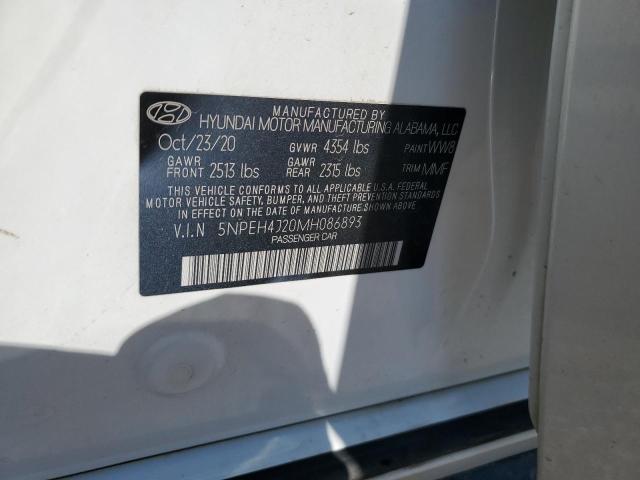 MANUFACTURED BY
HYUNDAI MOTOR MANUFACTURING ALABAMA, LLC
Oct/23/20 GVWR 4354 lbs PAINT WW8
GAWR FRONT 2513 lbs GAWR REAR 2315 lbs TRIM MMF
THIS VEHICLE CONFORMS TO ALL APPLICABLE U.S.A. FEDERAL
MOTOR VEHICLE SAFETY, BUMPER, AND THEFT PREVENTION STANDARDS
IN EFFECT ON THE DATE OF MANUFACTURE SHOWN ABOVE.
V.I.N 5NPEH4J20MH086893
PASSENGER CAR